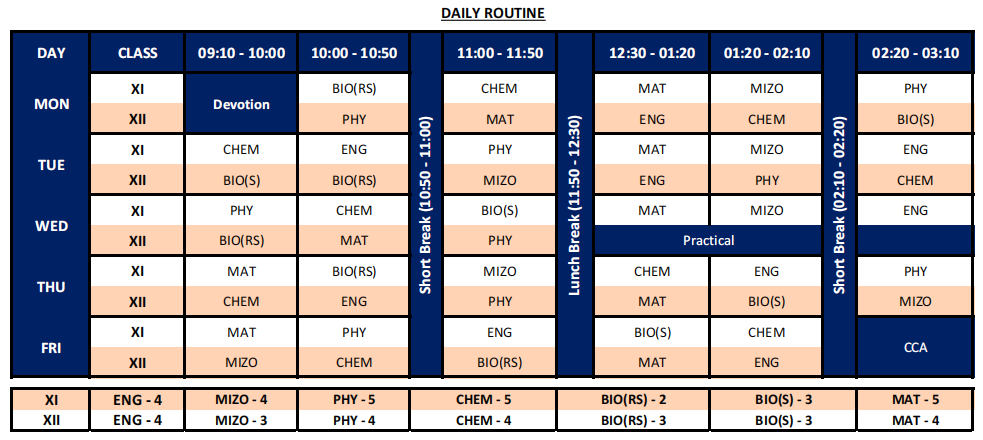 DAILY ROUTINE
DAY CLASS 09:10 - 10:00 10:00 - 10:50 Short Break (10:50 - 11:00) 11:00 - 11:50 Lunch Break (11:50 - 12:30) 12:30 - 01:20 01:20 - 02:10 Short Break (02:10 - 02:20) 02:20 - 03:10
MON XI Devotion BIO(RS) CHEM MAT MIZO PHY
XII PHY MAT ENG CHEM BIO(S)
TUE XI CHEM ENG PHY MAT MIZO ENG
XII BIO(S) BIO(RS) MIZO ENG PHY CHEM
WED XI PHY CHEM BIO(S) MAT MIZO ENG
XII BIO(RS) MAT PHY Practical
THU XI MAT BIO(RS) MIZO CHEM ENG PHY
XII CHEM ENG PHY MAT BIO(S) MIZO
FRI XI MAT PHY ENG BIO(S) CHEM CCA
XII MIZO CHEM BIO(RS) MAT ENG
XI ENG - 4 MIZO - 4 PHY - 5 CHEM - 5 BIO(RS) - 2 BIO(S) - 3 MAT - 5
XII ENG - 4 MIZO - 3 PHY - 4 CHEM - 4 BIO(RS) - 3 BIO(S) - 3 MAT - 4